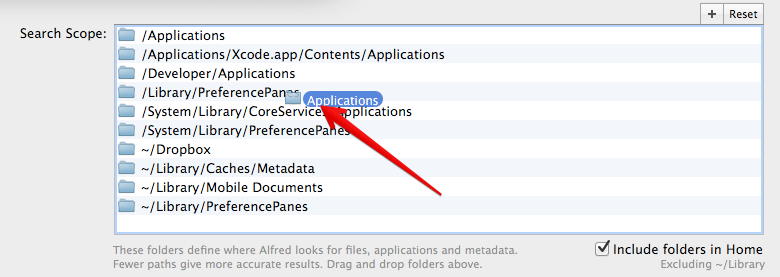 + Reset
Search Scope:
/Applications
/Applications/Xcode.app/Contents/Applications
/Developer/Applications
/Library/PreferencePanes
Applications
/System/Library/CoreServices/Applications
/System/Library/PreferencePanes
~/Dropbox
~/Library/Caches/Metadata
~/Library/Mobile Documents
~/Library/PreferencePanes
These folders define where Alfred looks for files, applications and metadata.
Fewer paths give more accurate results. Drag and drop folders above.
Include folders in Home
Excluding ~/Library